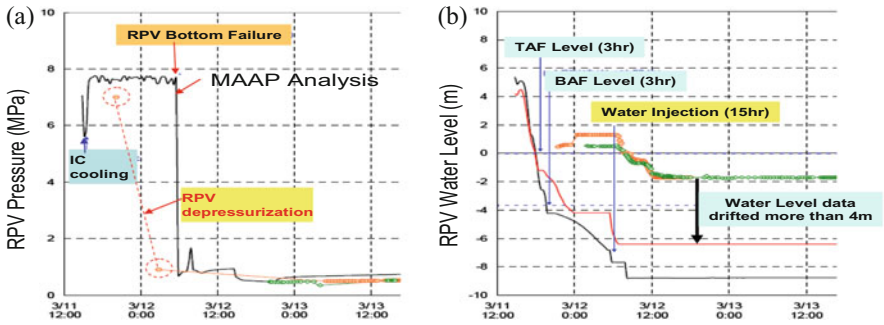 (a)
RPV Pressure (MPa)
10
8
6
4
2
0
RPV Bottom Failure
MAAP Analysis
IC
cooling
RPV
depressurization
3/11
12:00
3/12
0:00
3/12
12:00
3/13
0:00
3/13
12:00
(b)
RPV Water Level (m)
10
8
6
4
2
0
-2
-4
-6
-8
-10
TAF Level (3hr)
BAF Level (3hr)
Water Injection (15hr)
Water Level data
drifted more than 4m
3/11
12:00
3/12
0:00
3/12
12:00
3/13
0:00
3/13
12:00